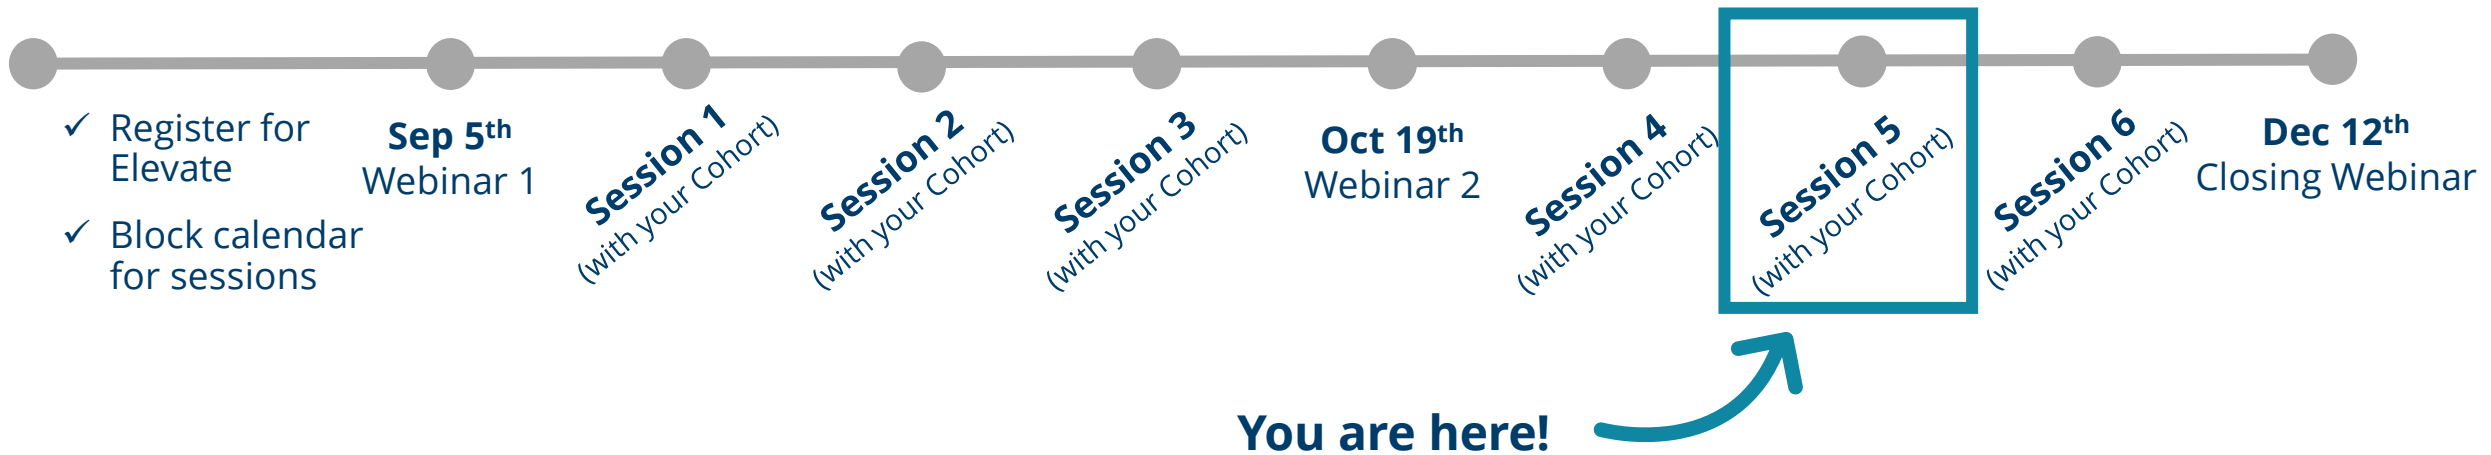 ✓ Register for
Elevate
✓ Block calendar
for sessions
Sep 5th
Webinar 1
Session 1
(with your Cohort)
Session 2
(with your Cohort)
Session 3
(with your Cohort)
Oct 19th
Webinar 2
Session 4
(with your Cohort)
Session 5
(with your Cohort)
Session 6
(with your Cohort)
Dec 12th
Closing Webinar
You are here!